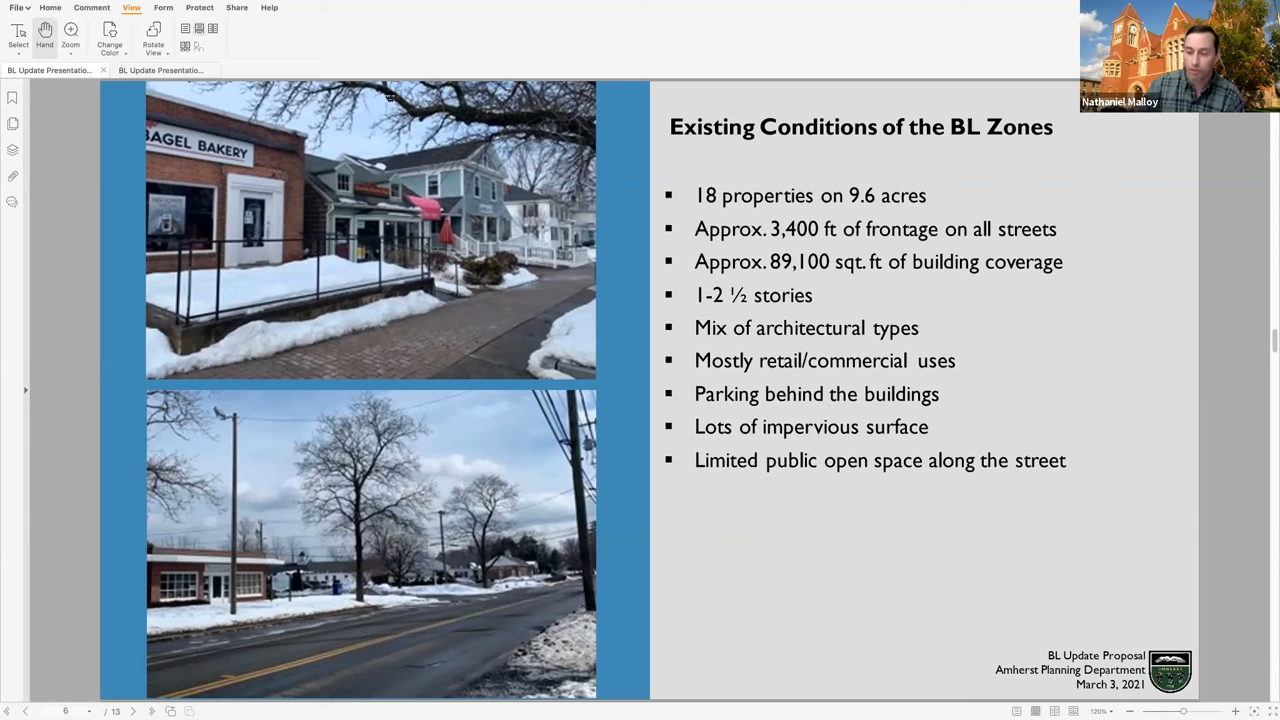 File
Home
Comment
View
Form
Protect
Share
Help
Select
Hand
Zoom
Change
Color
Rotate
View
BL Update Presentatio...
BL Update Presentatio...
Nathaniel Malloy
BAGEL BAKERY
Existing Conditions of the BL Zones
▪ 18 properties on 9.6 acres
▪ Approx. 3,400 ft of frontage on all streets
▪ Approx. 89,100 sqt. ft of building coverage
▪ 1-2 ½ stories
▪ Mix of architectural types
▪ Mostly retail/commercial uses
▪ Parking behind the buildings
▪ Lots of impervious surface
▪ Limited public open space along the street
BL Update Proposal
Amherst Planning Department
March 3, 2021
6 / 13
120%